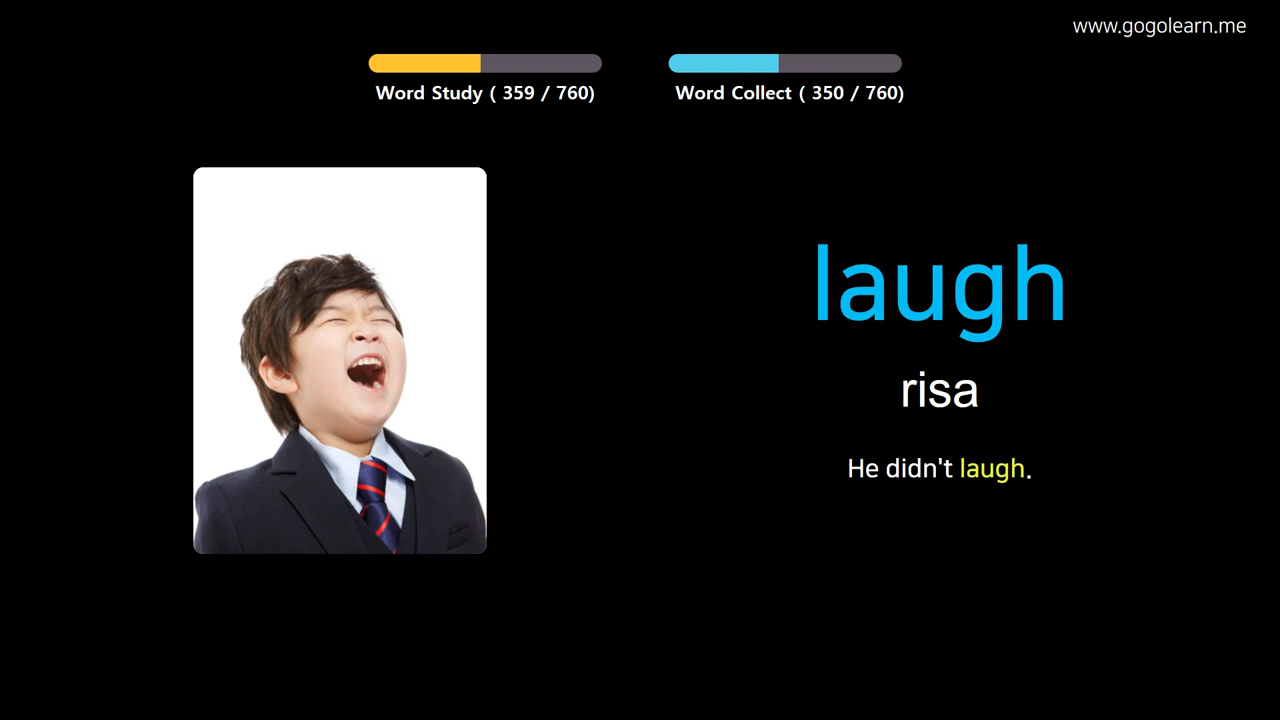 www.gogolearn.me
Word Study ( 359 / 760)
Word Collect ( 350 / 760)
laugh
risa
He didn't laugh.